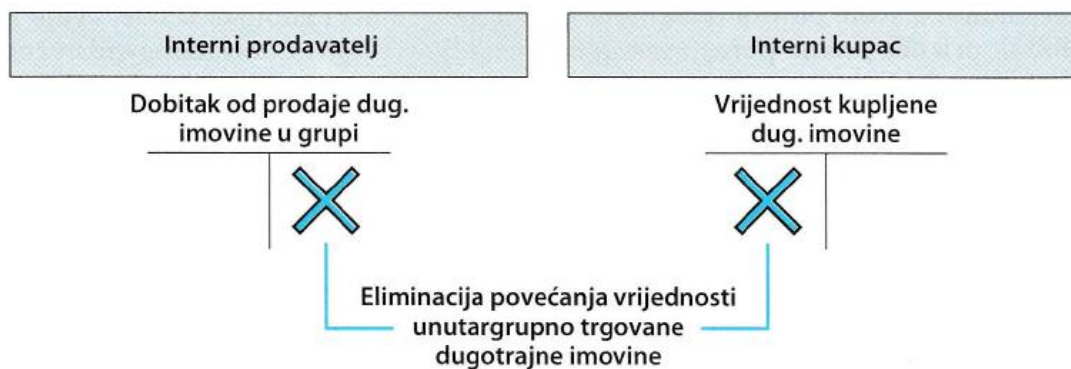 Interni prodavatelj
Interni kupac
Dobitak od prodaje dug.
imovine u grupi
Vrijednost kupljene
dug. imovine
Eliminacija povećanja vrijednosti
unutargrupno trgovane
dugotrajne imovine